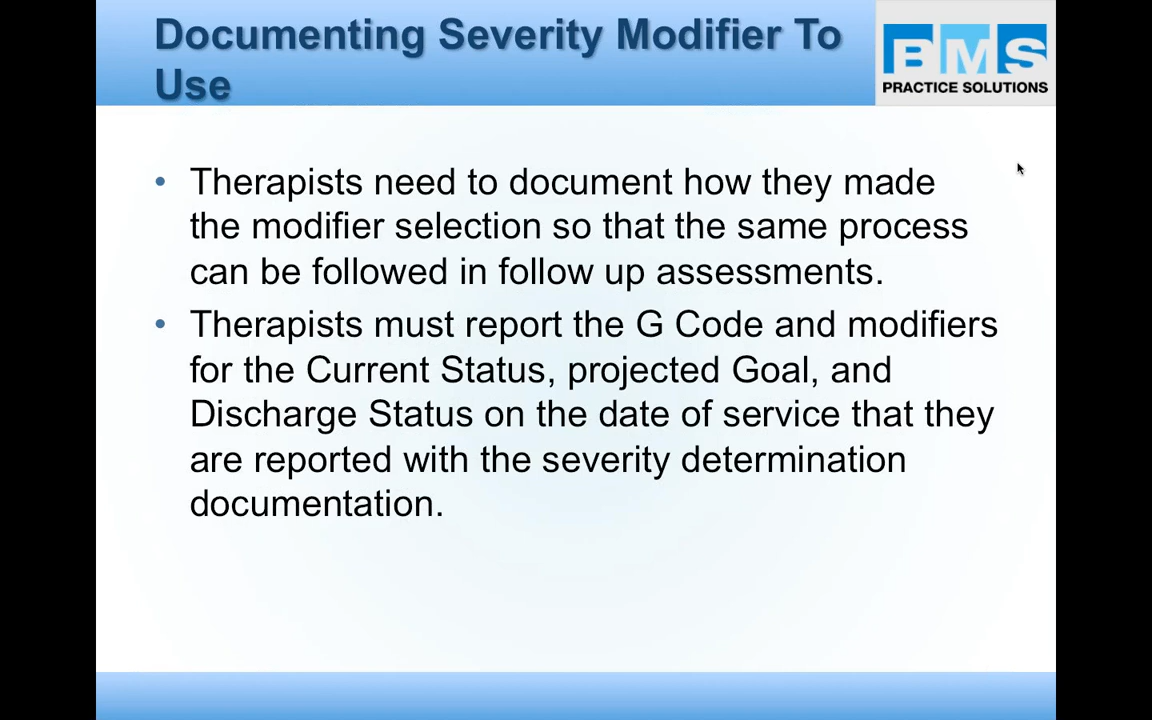 Documenting Severity Modifier To
Use
BMS
PRACTICE SOLUTIONS
• Therapists need to document how they made
the modifier selection so that the same process
can be followed in follow up assessments.
• Therapists must report the G Code and modifiers
for the Current Status, projected Goal, and
Discharge Status on the date of service that they
are reported with the severity determination
documentation.